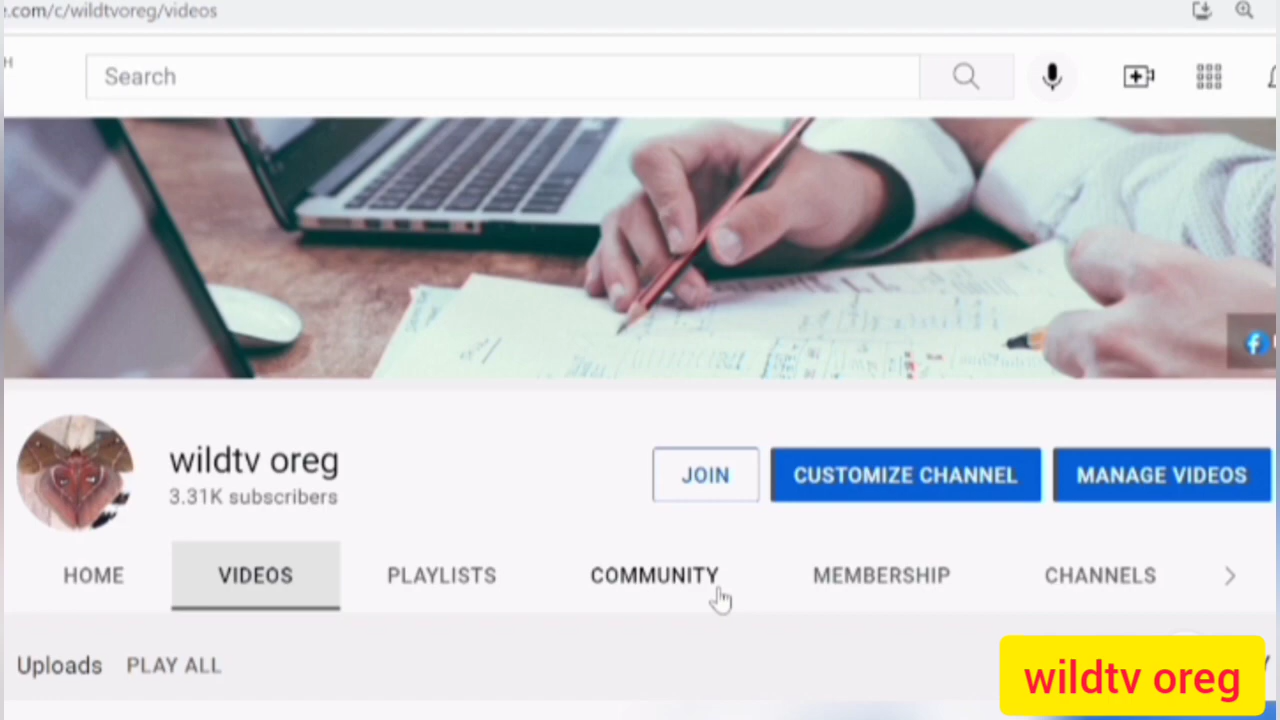 .com/c/wildtvoreg/videos
Search
wildtv oreg
3.31K subscribers
JOIN
CUSTOMIZE CHANNEL
MANAGE VIDEOS
HOME
VIDEOS
PLAYLISTS
COMMUNITY
MEMBERSHIP
CHANNELS
Uploads
PLAY ALL
wildtv oreg